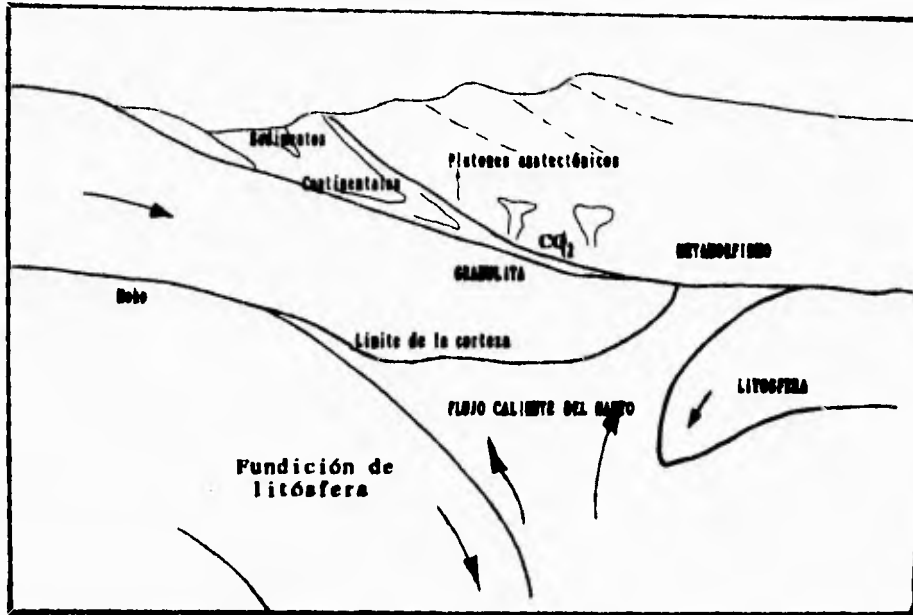 Sedimentos
Continentales
Plutones anatectónicos
CO2
METAMORFISMO
GRANULITA
Moho
Límite de la corteza
LITOSFERA
FLUJO CALIENTE DEL MANTO
Fundición de
litósfera